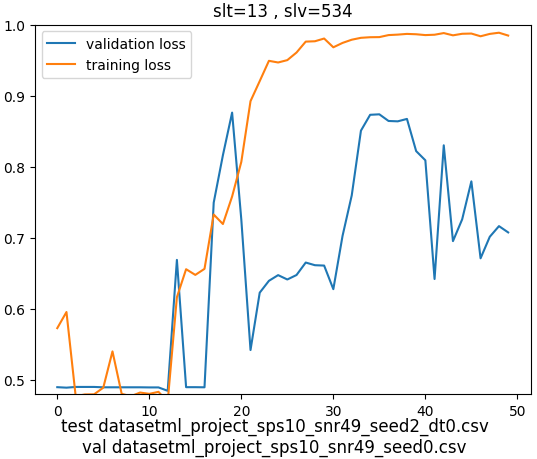 slt=13 , slv=534
validation loss
training loss
1.0
0.9
0.8
0.7
0.6
0.5
0 10 20 30 40 50
test datasetml_project_sps10_snr49_seed2_dt0.csv
val datasetml_project_sps10_snr49_seed0.csv